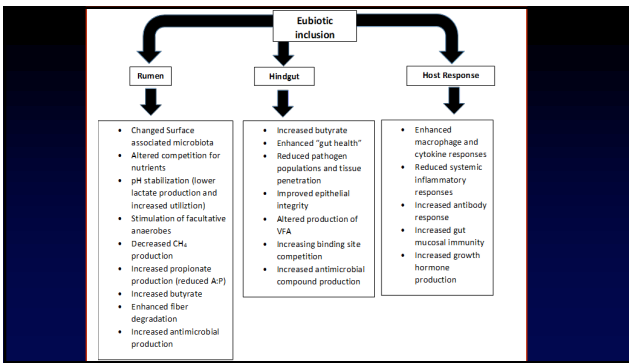 Eubiotic
inclusion
Rumen
Hindgut
Host Response
• Changed Surface
associated microbiota
• Altered competition for
nutrients
• pH stabilization (lower
lactate production and
increased utiliztion)
• Stimulation of facultative
anaerobes
• Decreased CH₄
production
• Increased propionate
production (reduced A:P)
• Increased butyrate
• Enhanced fiber
degradation
• Increased antimicrobial
production
• Increased butyrate
• Enhanced "gut health"
• Reduced pathogen
populations and tissue
penetration
• Improved epithelial
integrity
• Altered production of
VFA
• Increasing binding site
competition
• Increased antimicrobial
compound production
• Enhanced
macrophage and
cytokine responses
• Reduced systemic
inflammatory
responses
• Increased antibody
response
• Increased gut
mucosal immunity
• Increased growth
hormone
production